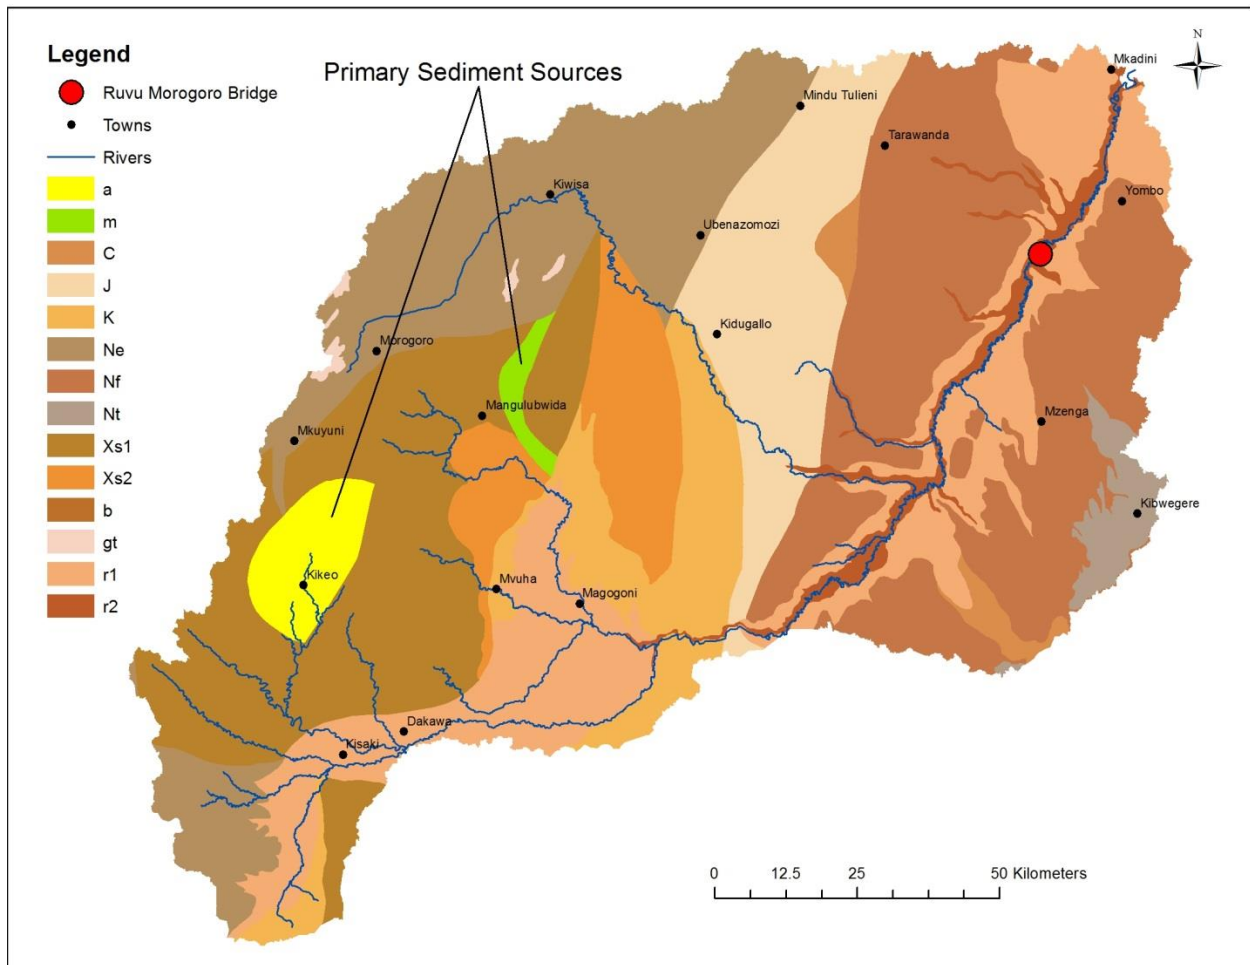 Legend
Ruvu Morogoro Bridge
Towns
Rivers
a
m
C
J
K
Ne
Nf
Nt
Xs1
Xs2
b
gt
r1
r2
Primary Sediment Sources
N
Mkadini
Mindu Tulieni
Tarawanda
Kiwisa
Yombo
Ubenazomozi
Kidugallo
Morogoro
Mangulubwida
Mzenga
Mkuyuni
Kibwegere
Kikeo
Mvuha
Magogoni
Dakawa
Kisaki
0 12.5 25 50 Kilometers